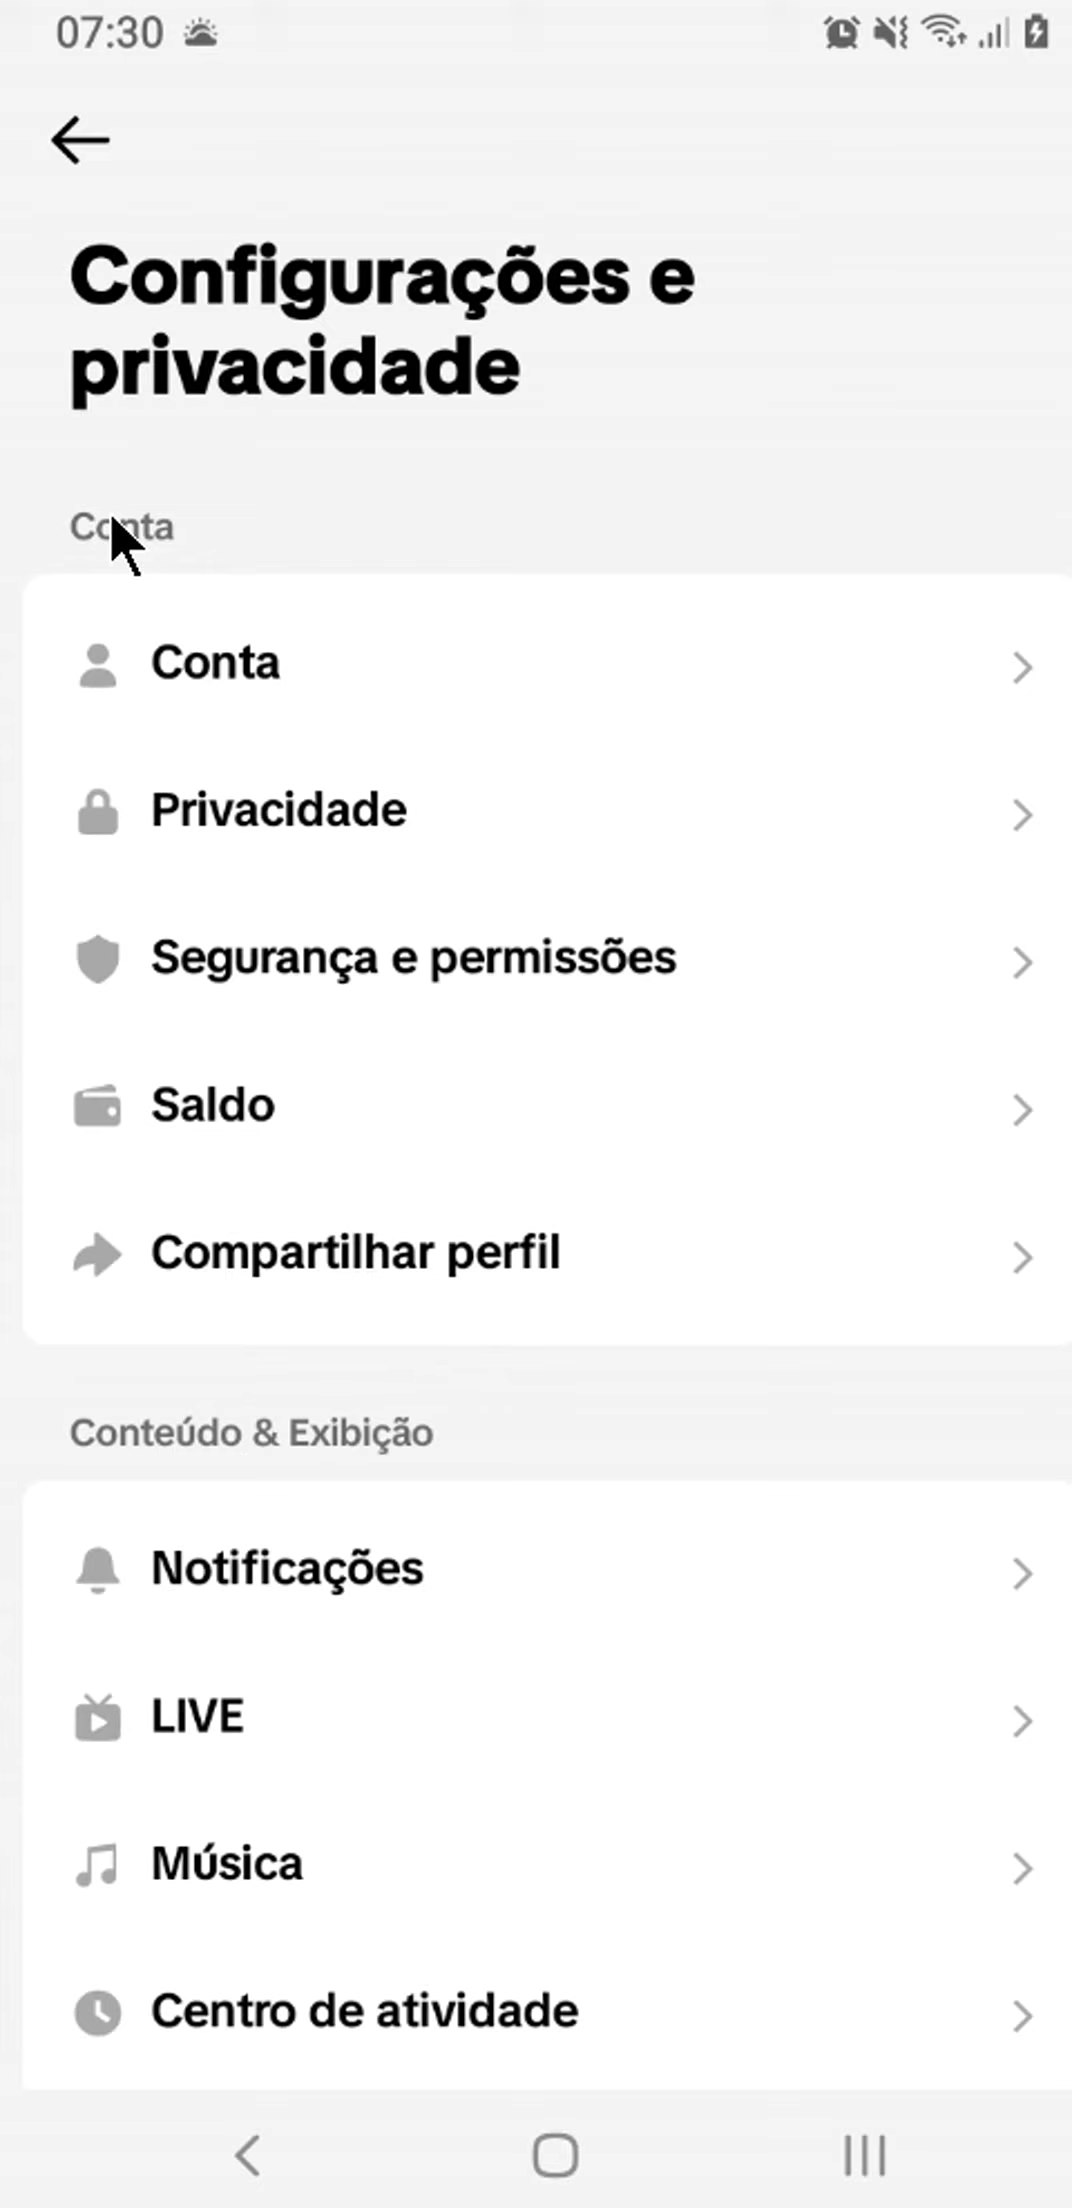 07:30
Configurações e
privacidade
Conta
Conta
Privacidade
Segurança e permissões
Saldo
Compartilhar perfil
Conteúdo & Exibição
Notificações
LIVE
Música
Centro de atividade